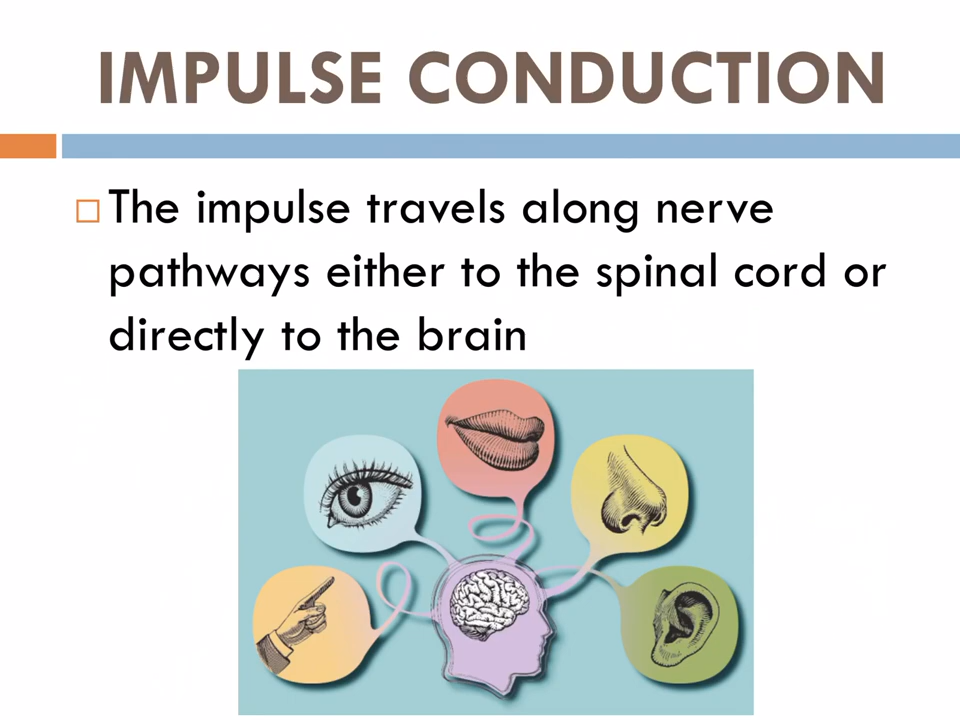 IMPULSE CONDUCTION
The impulse travels along nerve
pathways either to the spinal cord or
directly to the brain